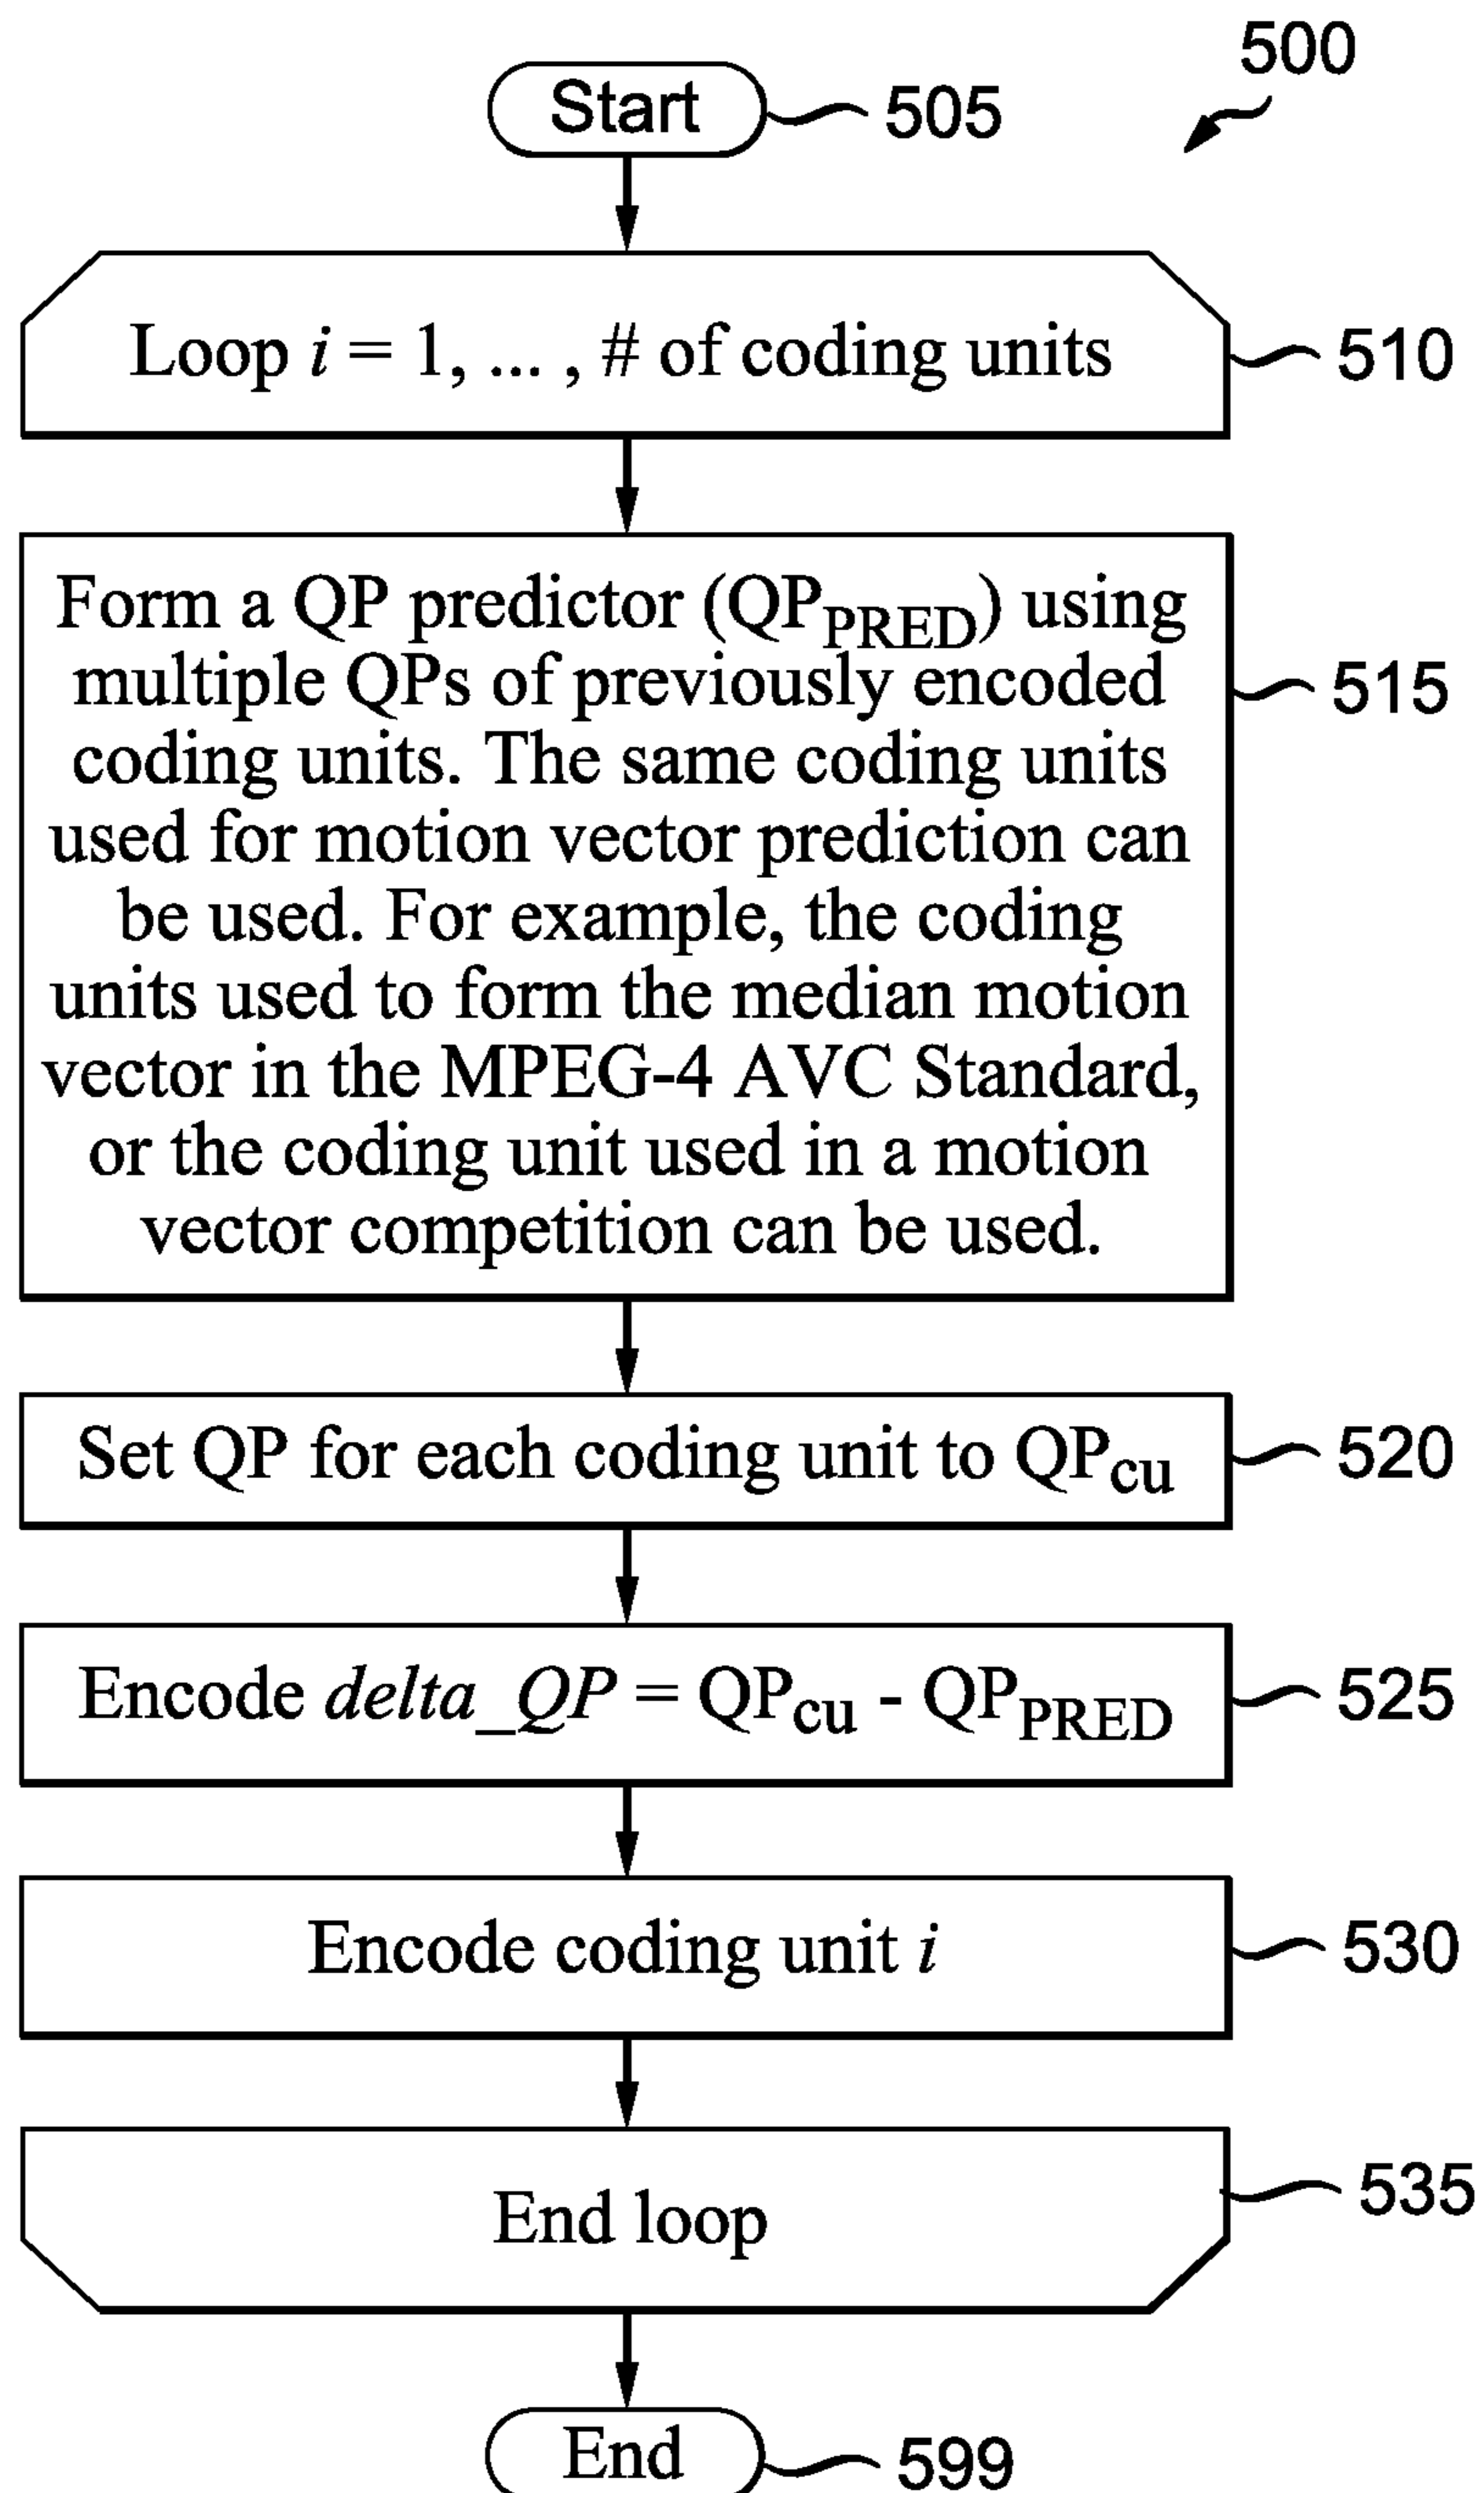 500
Start
505
Loop i = 1, ... , # of coding units
510
Form a QP predictor (QPPRED) using
multiple QPs of previously encoded
coding units. The same coding units
used for motion vector prediction can
be used. For example, the coding
units used to form the median motion
vector in the MPEG-4 AVC Standard,
or the coding unit used in a motion
vector competition can be used.
515
Set QP for each coding unit to QPcu
520
Encode delta_QP = QPcu - QPPRED
525
Encode coding unit i
530
End loop
535
End
599